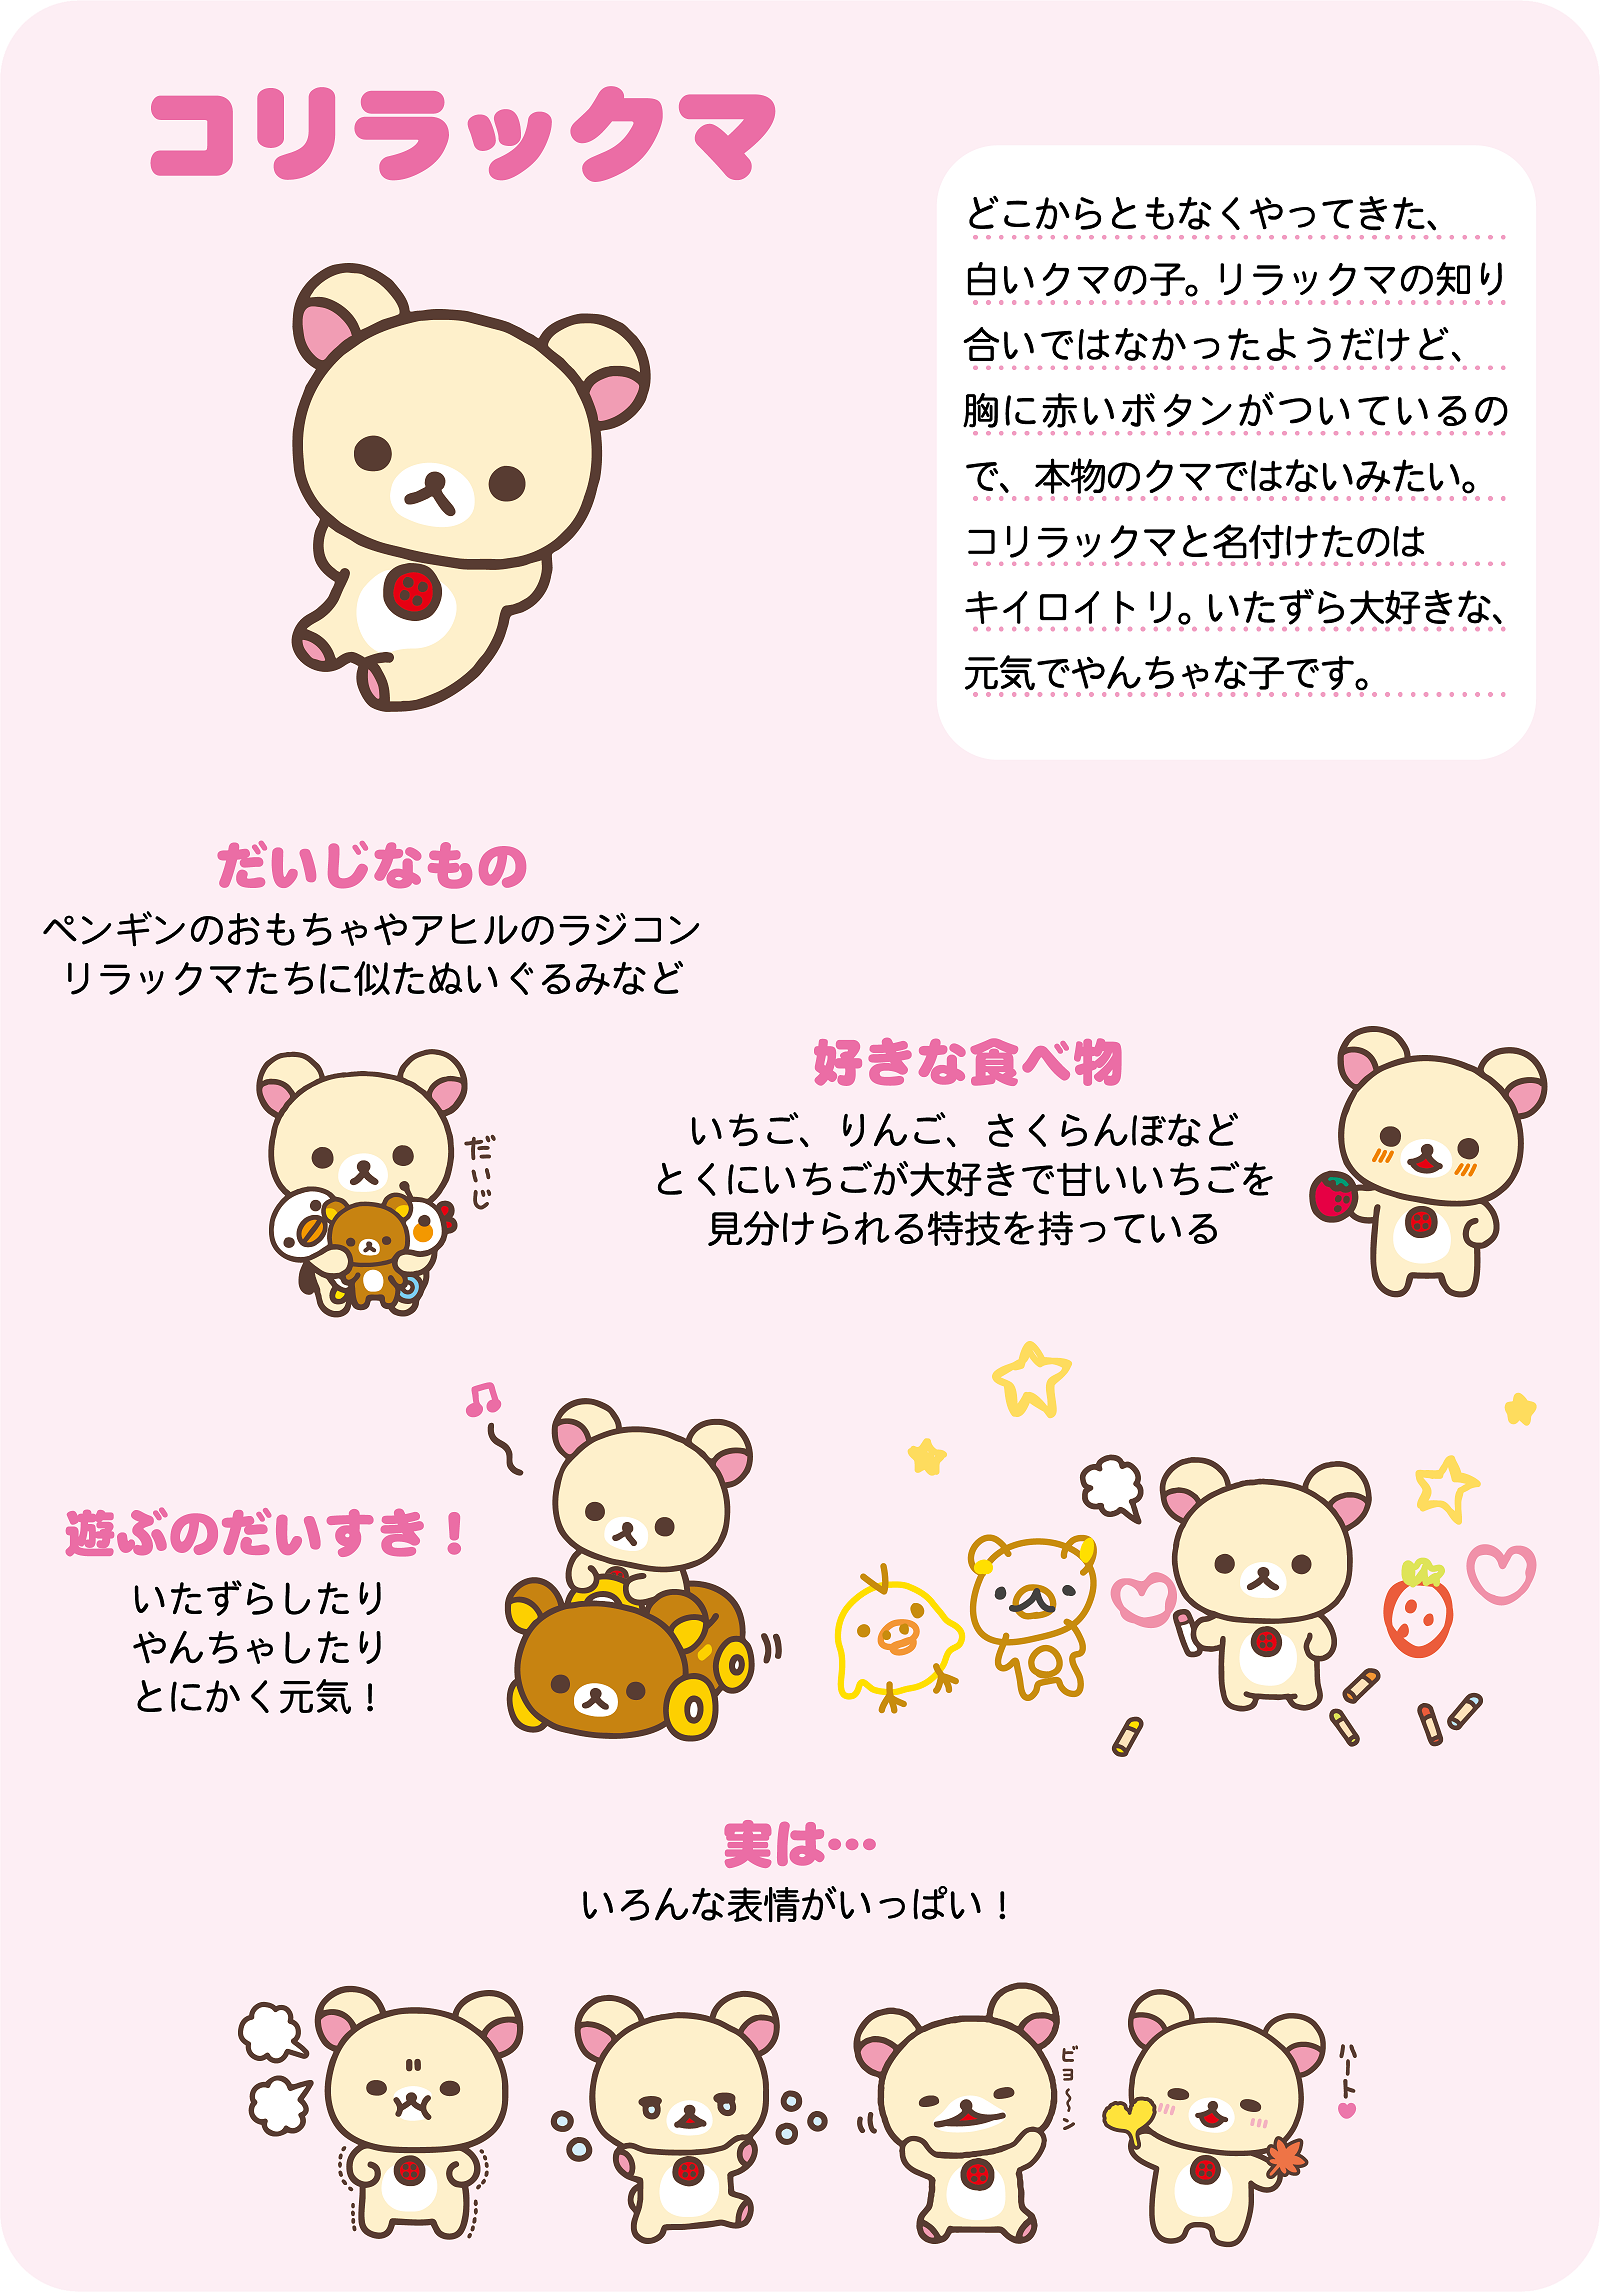 コリラックマ
どこからともなくやってきた、
白いクマの子。リラックマの知り
合いではなかったようだけど、
胸に赤いボタンがついているの
で、本物のクマではないみたい。
コリラックマと名付けたのは
キイロイトリ。いたずら大好きな、
元気でやんちゃな子です。
だいじなもの
ペンギンのおもちゃやアヒルのラジコン
リラックマたちに似たぬいぐるみなど
だいじ
好きな食べ物
いちご、りんご、さくらんぼなど
とくにいちごが大好きで甘いいちごを
見分けられる特技を持っている
遊ぶのだいすき！
いたずらしたり
やんちゃしたり
とにかく元気！
実は…
いろんな表情がいっぱい！
ビヨ～～ン
ハート